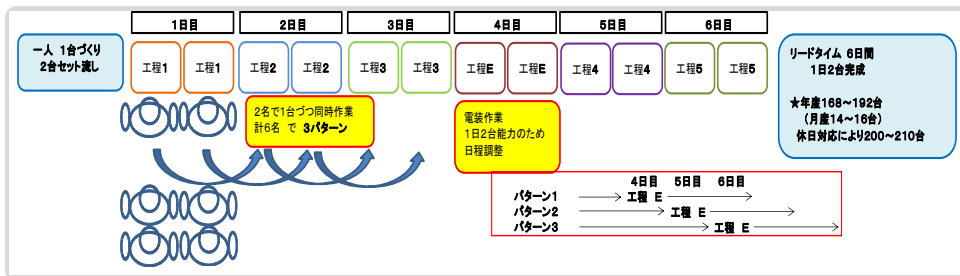 1日目 2日目 3日目 4日目 5日目 6日目
一人 1台づくり
2台セット流し
工程1 工程1 工程2 工程2 工程3 工程3 工程E 工程E 工程4 工程4 工程5 工程5
リードタイム 6日間
1日2台完成
★年産168~192台
(月産14~16台)
休日対応により200~210台
2名で1台づつ同時作業
計6名 で 3パターン
電装作業
1日2台能力のため
日程調整
4日目 5日目 6日目
パターン1 工程 E
パターン2 工程 E
パターン3 工程 E